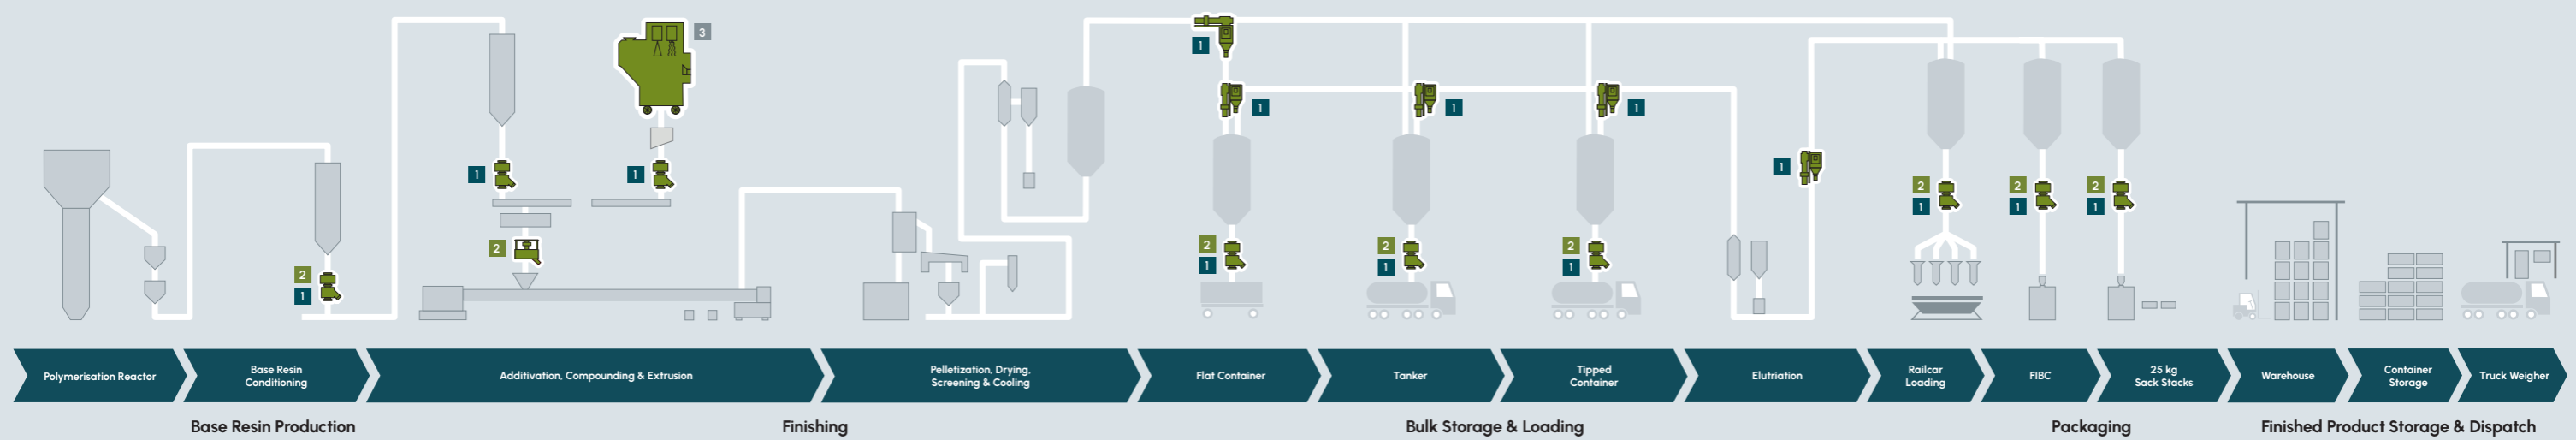 3
1
1
1
1
1
1
1
1
2
1
2
1
2
1
2
2
1
2
1
2
1
2
1
Polymerisation Reactor
Base Resin
Conditioning
Additivation, Compounding & Extrusion
Pelletization, Drying,
Screening & Cooling
Flat Container
Tanker
Tipped
Container
Elutriation
Railcar
Loading
FIBC
25 kg
Sack Stacks
Warehouse
Container
Storage
Truck Weigher
Base Resin Production
Finishing
Bulk Storage & Loading
Packaging
Finished Product Storage & Dispatch